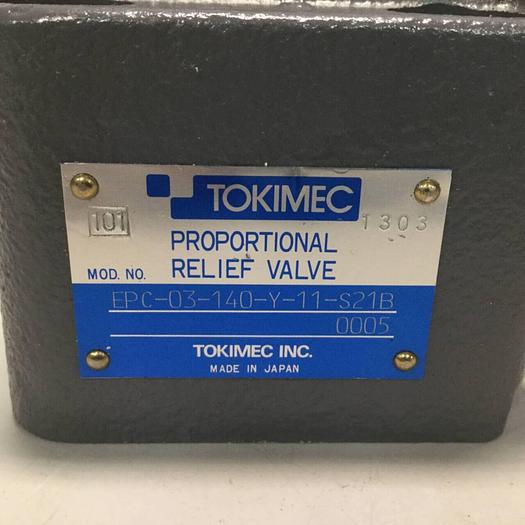 TOKIMEC
101 1303
PROPORTIONAL
MOD. NO. RELIEF VALVE
EPC-03-140-Y-11-S21B
0005
TOKIMEC INC.
MADE IN JAPAN